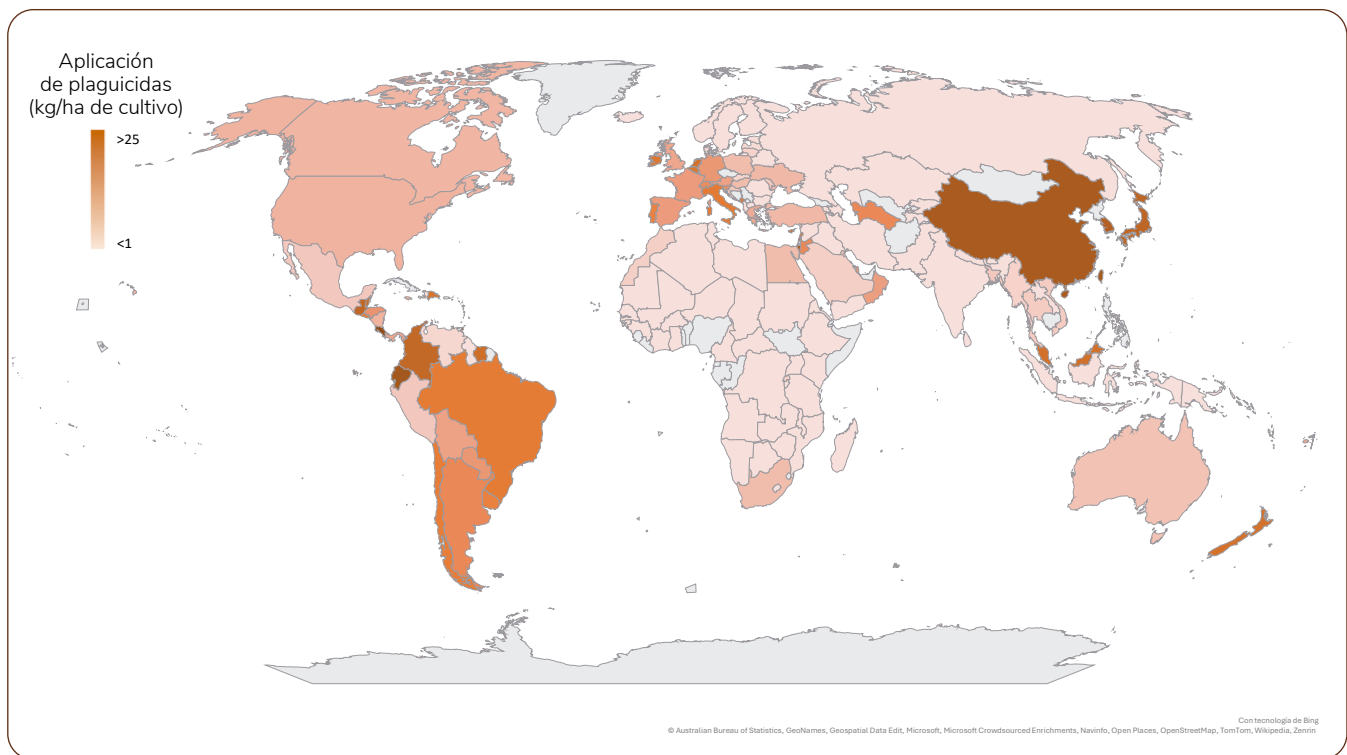 Aplicación
de plaguicidas
(kg/ha de cultivo)
>25
<1
Con tecnología de Bing
© Australian Bureau of Statistics, GeoNames, Geospatial Data Edit, Microsoft, Microsoft Crowdsourced Enrichments, Navinfo, Open Places, OpenStreetMap, TomTom, Wikipedia, Zenrin